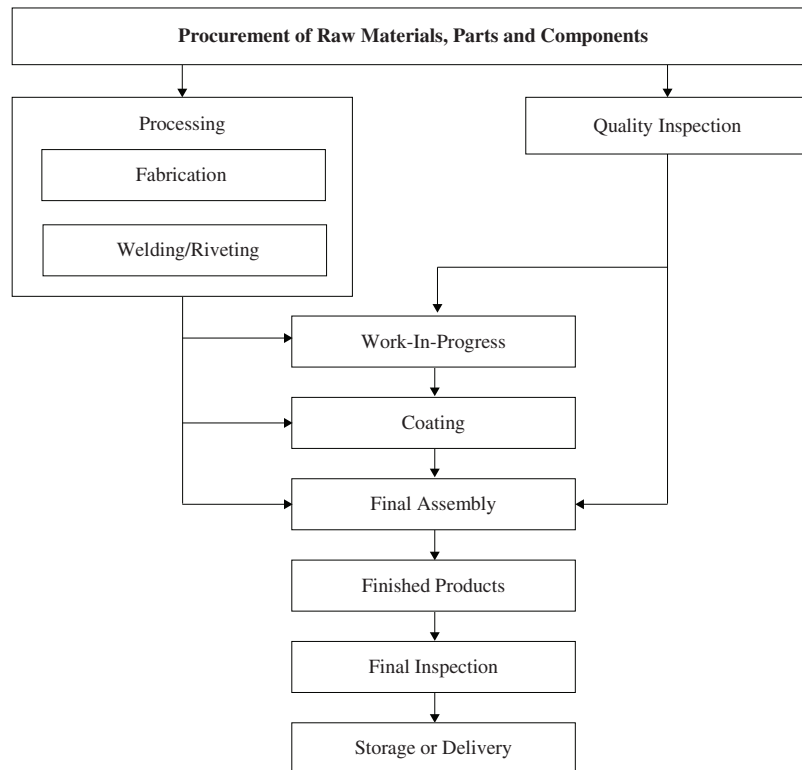 Procurement of Raw Materials, Parts and Components
Processing
Quality Inspection
Fabrication
Welding/Riveting
Work-In-Progress
Coating
Final Assembly
Finished Products
Final Inspection
Storage or Delivery